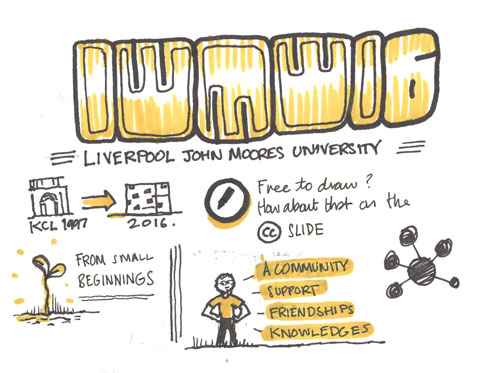 IWMW16
LIVERPOOL JOHN MOORES UNIVERSITY
KCL 1997
2016.
Free to draw?
How about that on the
cc SLIDE
FROM SMALL
BEGINNINGS
A COMMUNITY
SUPPORT
FRIENDSHIPS
KNOWLEDGES